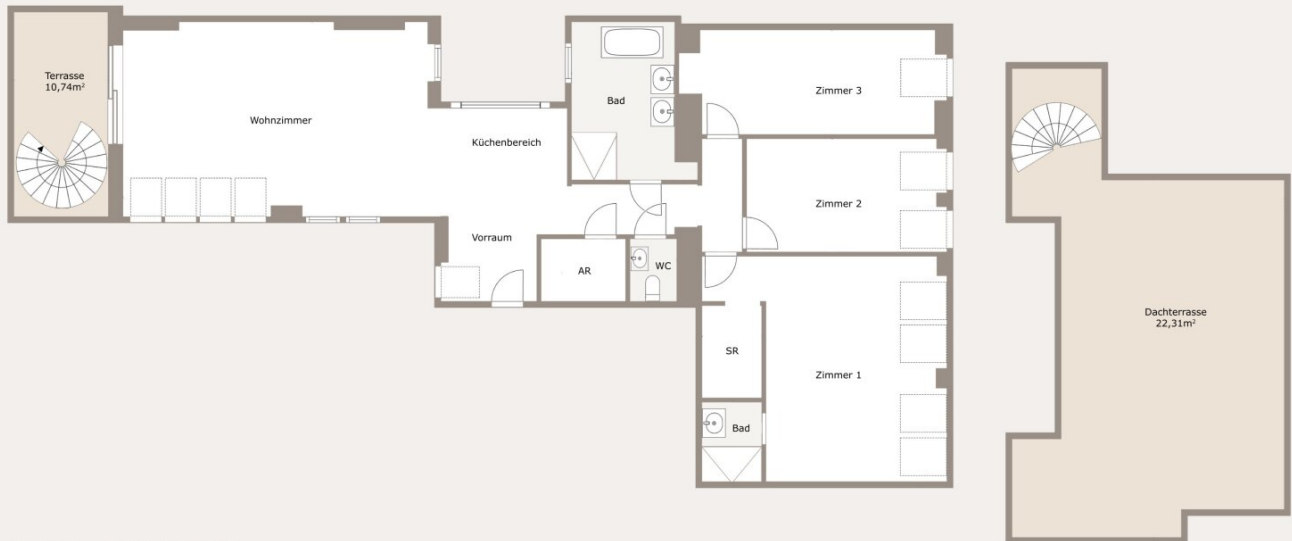 Terrasse
10,74m²
Wohnzimmer
Küchenbereich
Bad
Zimmer 3
Zimmer 2
Vorraum
AR
WC
SR
Zimmer 1
Bad
Dachterrasse
22,31m²